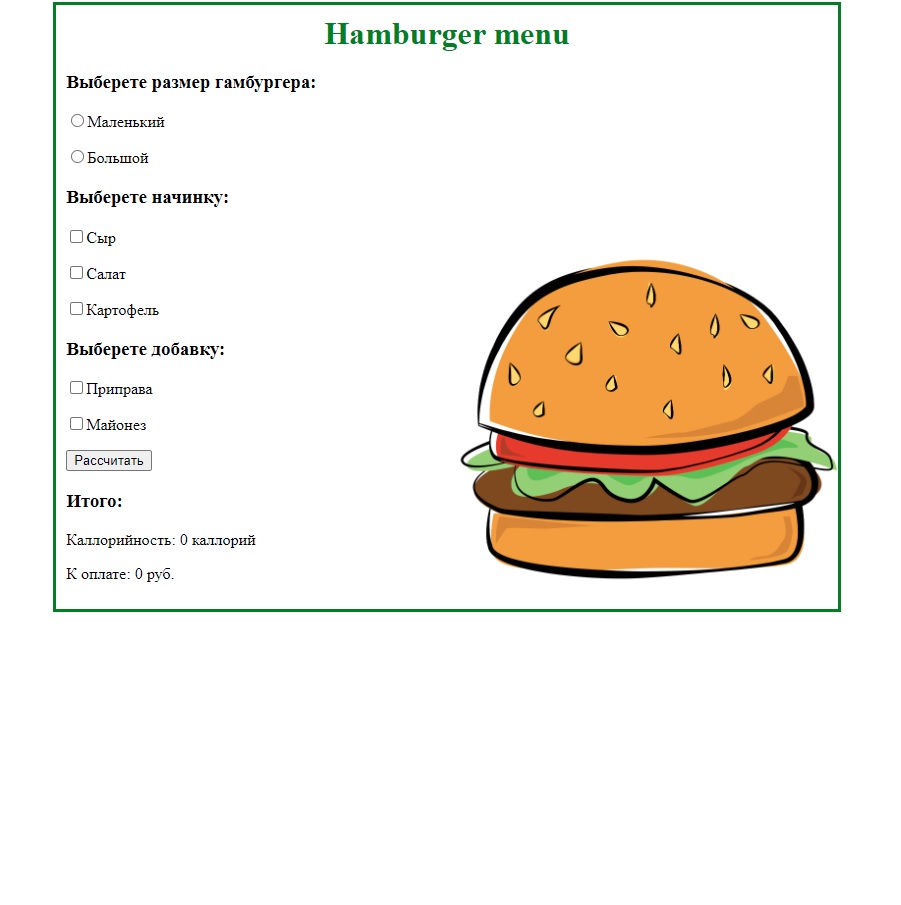 Hamburger menu
Выберете размер гамбургера:
Маленький
Большой
Выберете начинку:
Сыр
Салат
Картофель
Выберете добавку:
Приправа
Майонез
Рассчитать
Итого:
Каллорийность: 0 каллорий
К оплате: 0 руб.